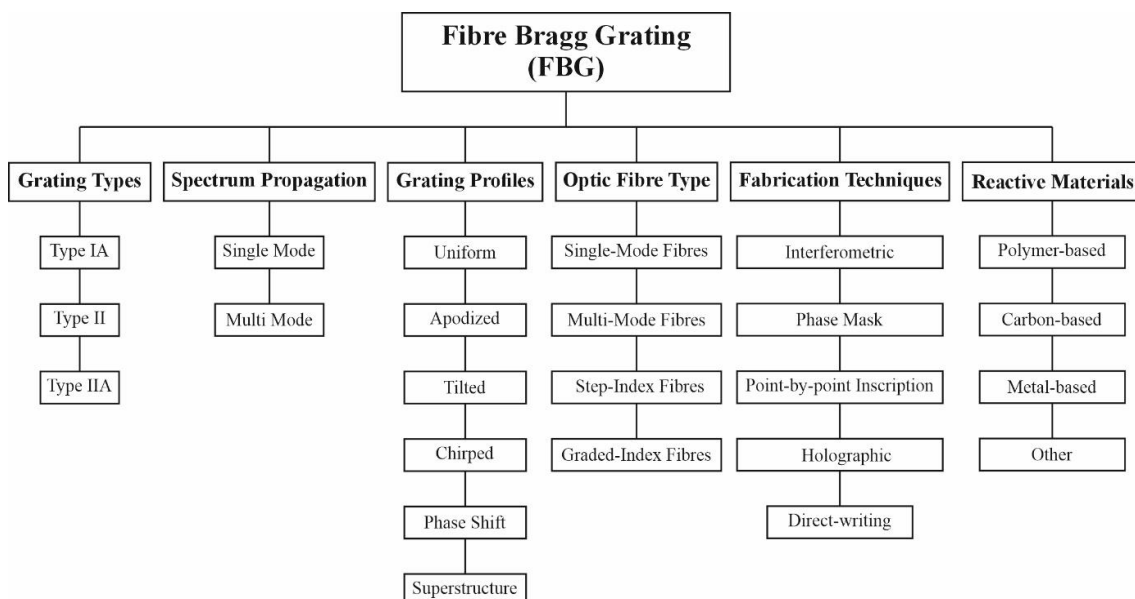 Fibre Bragg Grating
(FBG)
Grating Types
Spectrum Propagation
Grating Profiles
Optic Fibre Type
Fabrication Techniques
Reactive Materials
Type IA
Single Mode
Uniform
Single-Mode Fibres
Interferometric
Polymer-based
Type II
Multi Mode
Apodized
Multi-Mode Fibres
Phase Mask
Carbon-based
Type IIA
Tilted
Step-Index Fibres
Point-by-point Inscription
Metal-based
Chirped
Graded-Index Fibres
Holographic
Other
Phase Shift
Direct-writing
Superstructure